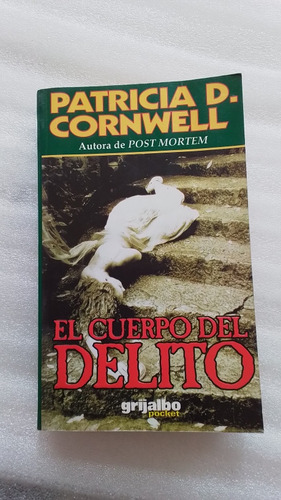 PATRICIA D.
CORNWELL
Autora de POST MORTEM
EL CUERPO DEL
DELITO
grijalbo
pocket